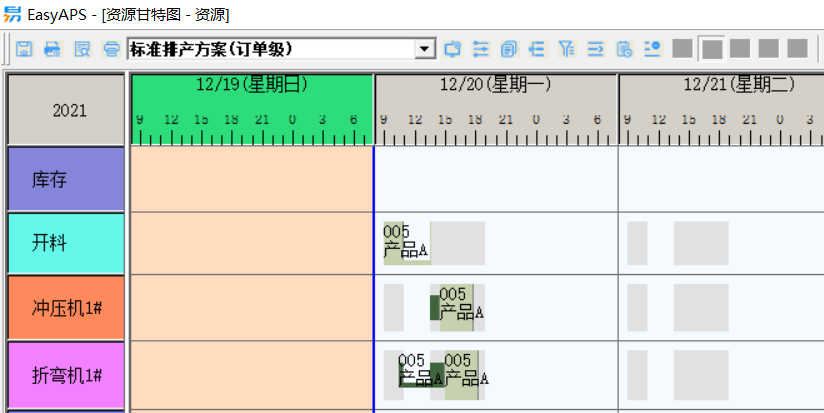 EasyAPS - [资源甘特图 - 资源]
标准排产方案(订单级)
2021 12/19(星期日) 12/20(星期一) 12/21(星期二)
9 12 15 18 21 0 3 6 9 12 15 18 21 0 3 6 9 12 15 18 21 0 3
库存
开料 005
产品A
冲压机1# 005
产品A
折弯机1# 005 005
产品A 产品A